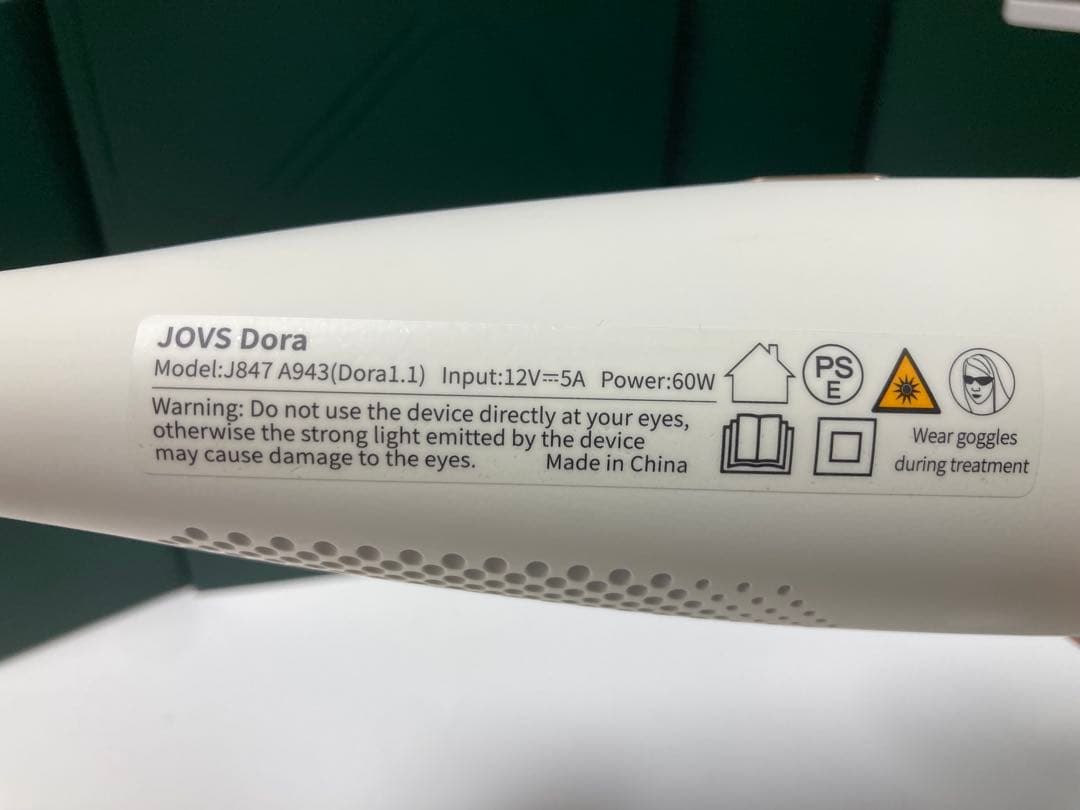 JOVS Dora
Model:J847 A943(Dora1.1) Input:12V⎓5A Power:60W
Warning: Do not use the device directly at your eyes,
otherwise the strong light emitted by the device
may cause damage to the eyes. Made in China
PS
E
Wear goggles
during treatment